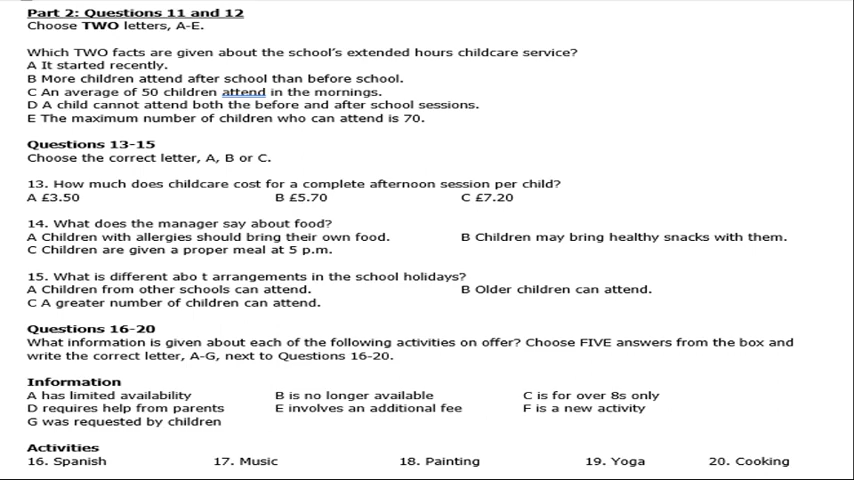 Part 2: Questions 11 and 12
Choose TWO letters, A-E.
Which TWO facts are given about the school's extended hours childcare service?
A It started recently.
B More children attend after school than before school.
C An average of 50 children attend in the mornings.
D A child cannot attend both the before and after school sessions.
E The maximum number of children who can attend is 70.
Questions 13-15
Choose the correct letter, A, B or C.
13. How much does childcare cost for a complete afternoon session per child?
A £3.50 B £5.70 C £7.20
14. What does the manager say about food?
A Children with allergies should bring their own food. B Children may bring healthy snacks with them.
C Children are given a proper meal at 5 p.m.
15. What is different abo t arrangements in the school holidays?
A Children from other schools can attend. B Older children can attend.
C A greater number of children can attend.
Questions 16-20
What information is given about each of the following activities on offer? Choose FIVE answers from the box and
write the correct letter, A-G, next to Questions 16-20.
Information
A has limited availability B is no longer available C is for over 8s only
D requires help from parents E involves an additional fee F is a new activity
G was requested by children
Activities
16. Spanish 17. Music 18. Painting 19. Yoga 20. Cooking